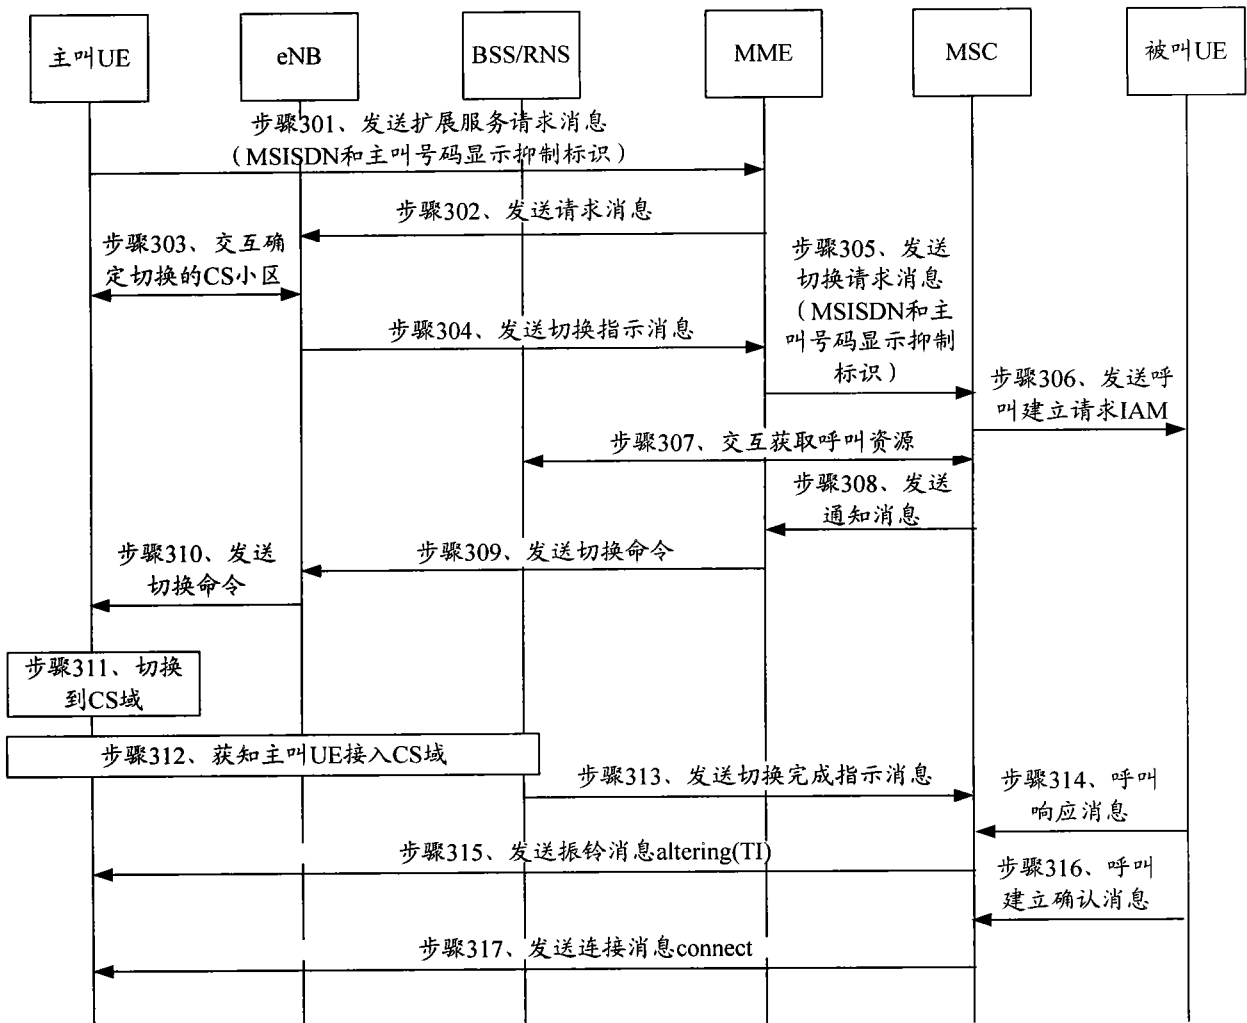 主叫UE
eNB
BSS/RNS
MME
MSC
被叫UE
步骤301、发送扩展服务请求消息
（MSISDN和主叫号码显示抑制标识）
步骤302、发送请求消息
步骤303、交互确
定切换的CS小区
步骤304、发送切换指示消息
步骤305、发送
切换请求消息
（MSISDN和主
叫号码显示抑制
标识）
步骤306、发送呼
叫建立请求IAM
步骤307、交互获取呼叫资源
步骤308、发送
通知消息
步骤309、发送切换命令
步骤310、发送
切换命令
步骤311、切换
到CS域
步骤312、获知主叫UE接入CS域
步骤313、发送切换完成指示消息
步骤314、呼叫
响应消息
步骤315、发送振铃消息altering(TI)
步骤316、呼叫
建立确认消息
步骤317、发送连接消息connect